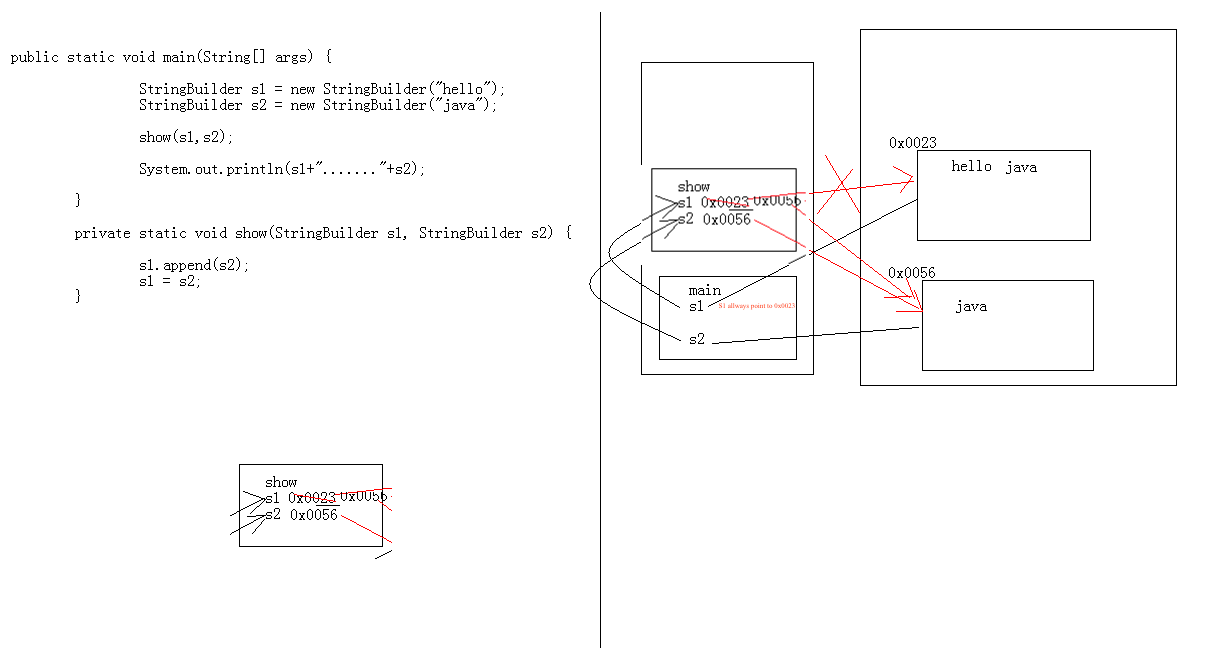 public static void main(String[] args) {
StringBuilder s1 = new StringBuilder("hello");
StringBuilder s2 = new StringBuilder("java");
show(s1,s2);
System.out.println(s1+"......."+s2);
}
private static void show(StringBuilder s1, StringBuilder s2) {
s1.append(s2);
s1 = s2;
}
show
s1 0x0023 0x0056
s2 0x0056
show
s1 0x0023 0x0056
s2 0x0056
main
s1 S1 allways point to 0x0023
s2
0x0023
hello java
0x0056
java